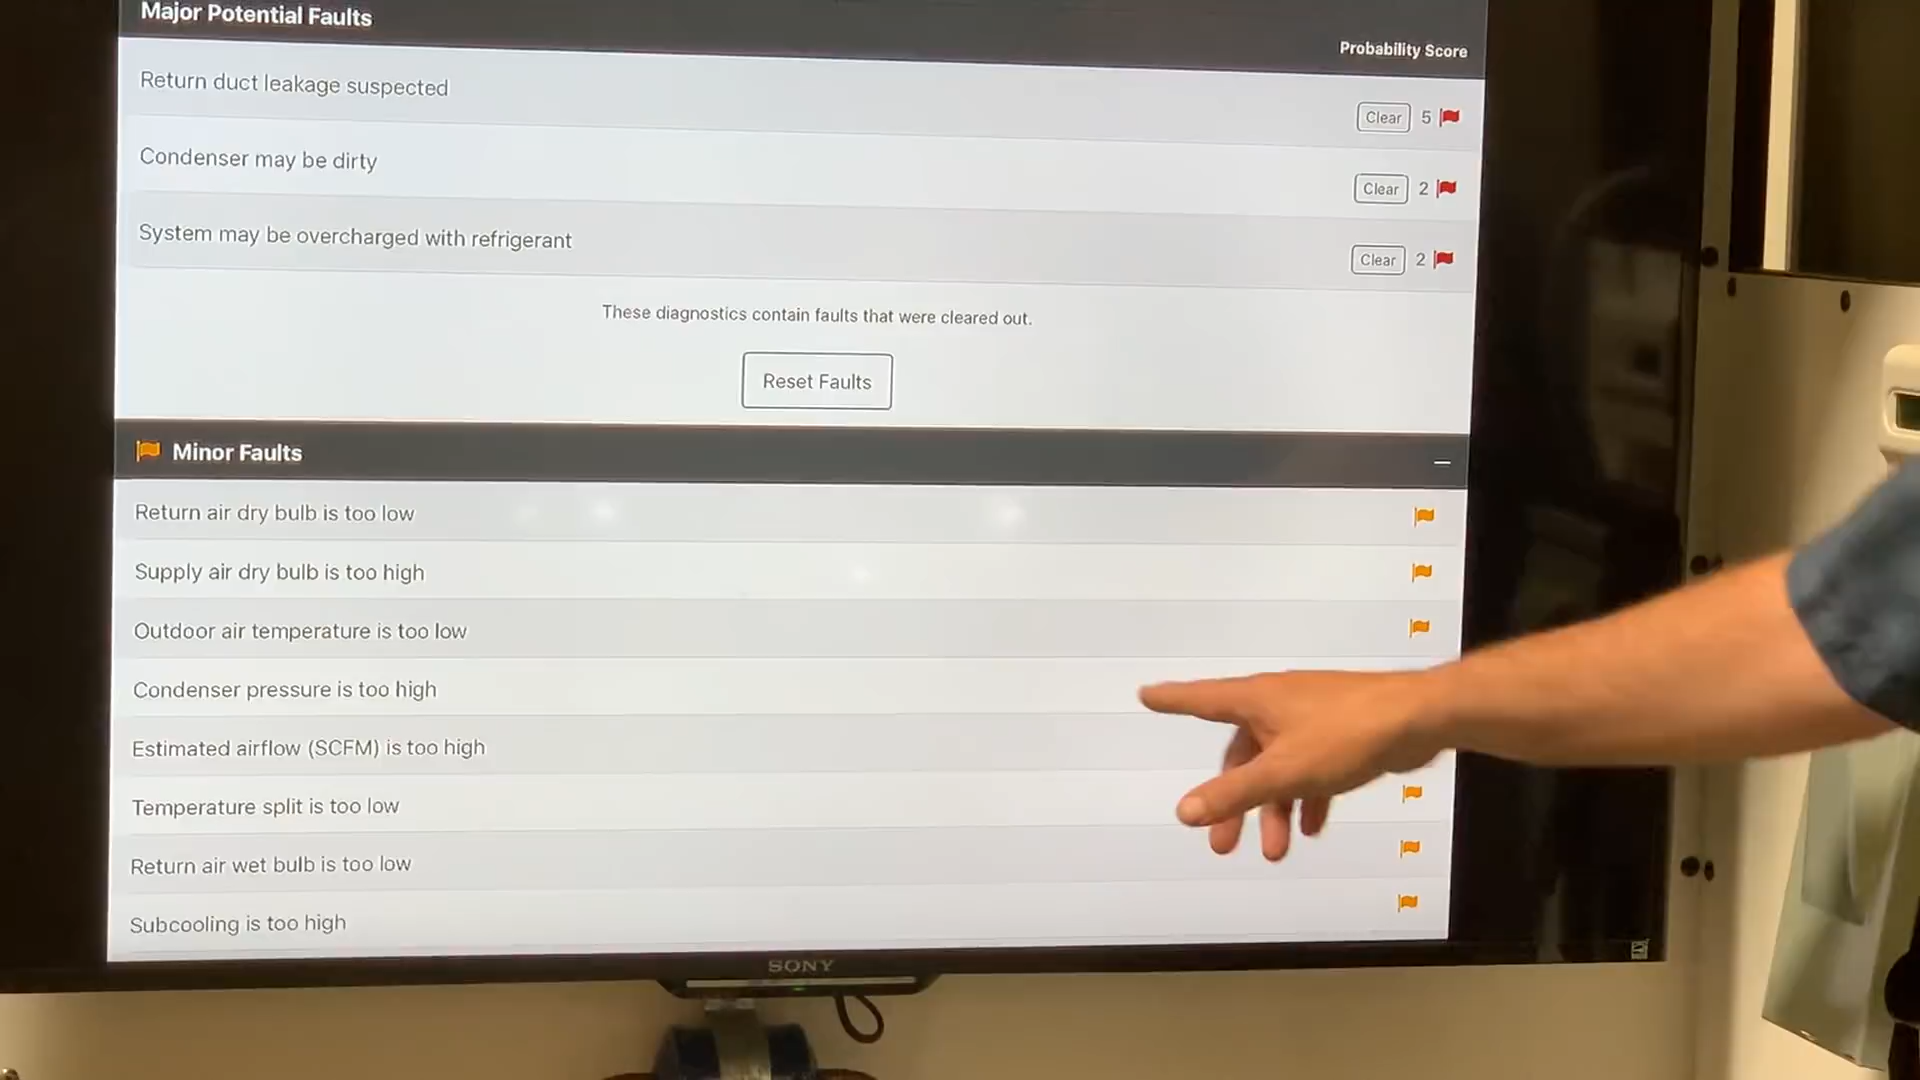 Major Potential Faults
Probability Score
Return duct leakage suspected
Clear 5
Condenser may be dirty
Clear 2
System may be overcharged with refrigerant
Clear 2
These diagnostics contain faults that were cleared out.
Reset Faults
Minor Faults
Return air dry bulb is too low
Supply air dry bulb is too high
Outdoor air temperature is too low
Condenser pressure is too high
Estimated airflow (SCFM) is too high
Temperature split is too low
Return air wet bulb is too low
Subcooling is too high
SONY